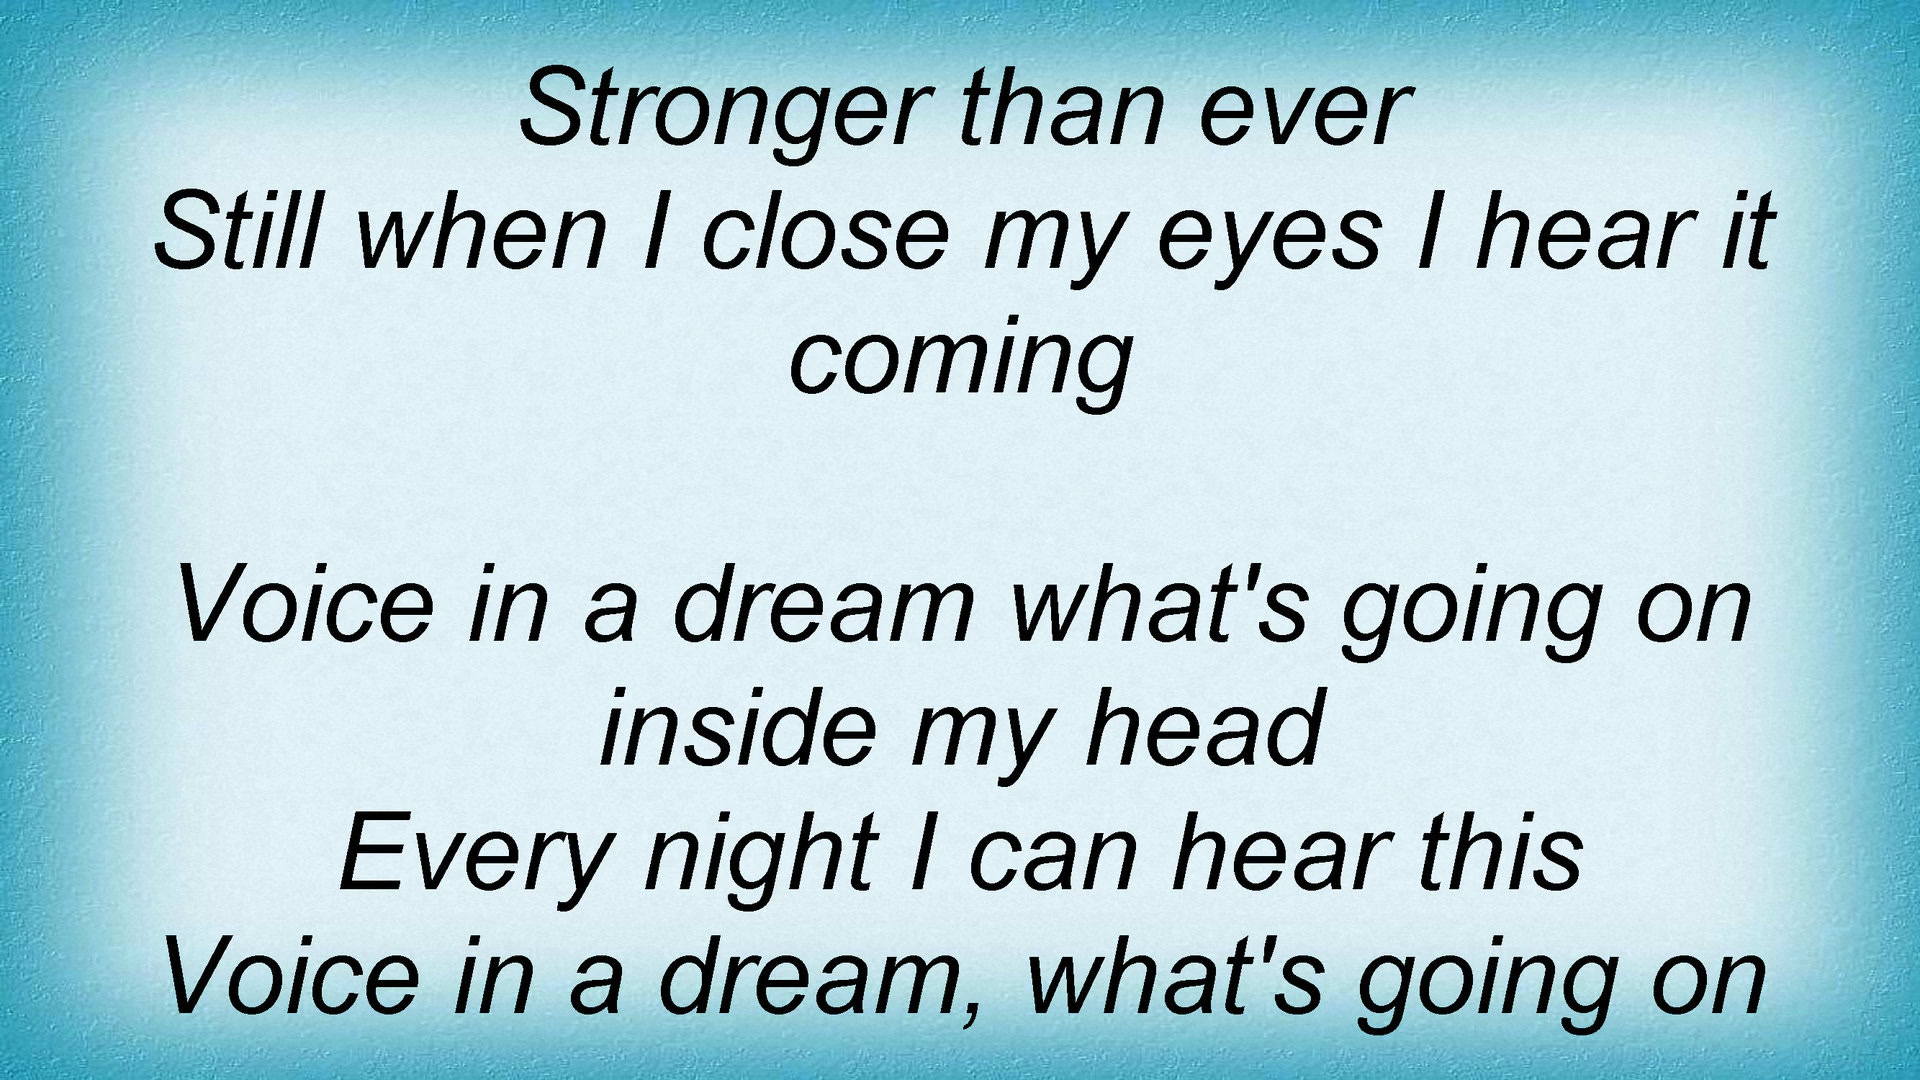 Stronger than ever
Still when I close my eyes I hear it
coming
Voice in a dream what's going on
inside my head
Every night I can hear this
Voice in a dream, what's going on